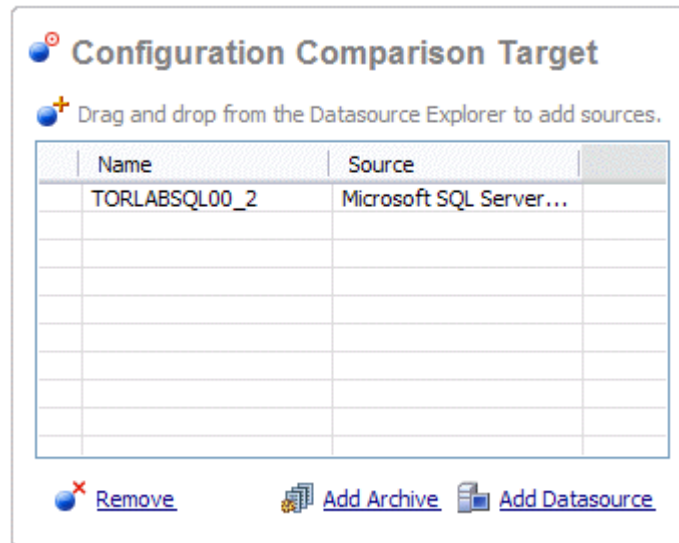 Configuration Comparison Target
Drag and drop from the Datasource Explorer to add sources.
Name Source
TORLABSQL00_2 Microsoft SQL Server...
Remove Add Archive Add Datasource